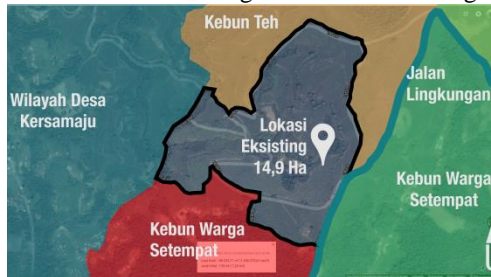 Kebun Teh
Jalan
Lingkungan
Wilayah Desa
Kersamaju
Lokasi
Eksisting
14,9 Ha
Kebun Warga
Setempat
Kebun Warga
Setempat